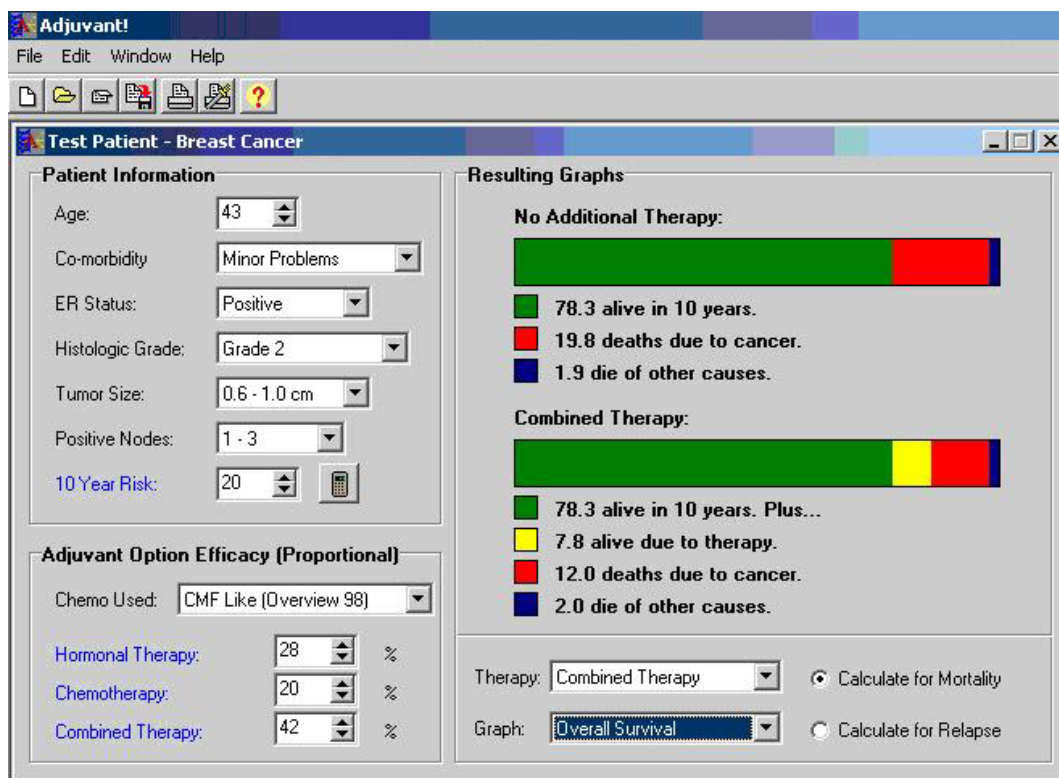 Adjuvant!
File Edit Window Help
Test Patient - Breast Cancer
Patient Information
Age: 43
Co-morbidity Minor Problems
ER Status: Positive
Histologic Grade: Grade 2
Tumor Size: 0.6 - 1.0 cm
Positive Nodes: 1 - 3
10 Year Risk: 20
Adjuvant Option Efficacy (Proportional)
Chemo Used: CMF Like (Overview 98)
Hormonal Therapy: 28 %
Chemotherapy: 20 %
Combined Therapy: 42 %
Resulting Graphs
No Additional Therapy:
78.3 alive in 10 years.
19.8 deaths due to cancer.
1.9 die of other causes.
Combined Therapy:
78.3 alive in 10 years. Plus...
7.8 alive due to therapy.
12.0 deaths due to cancer.
2.0 die of other causes.
Therapy: Combined Therapy Calculate for Mortality
Graph: Overall Survival Calculate for Relapse